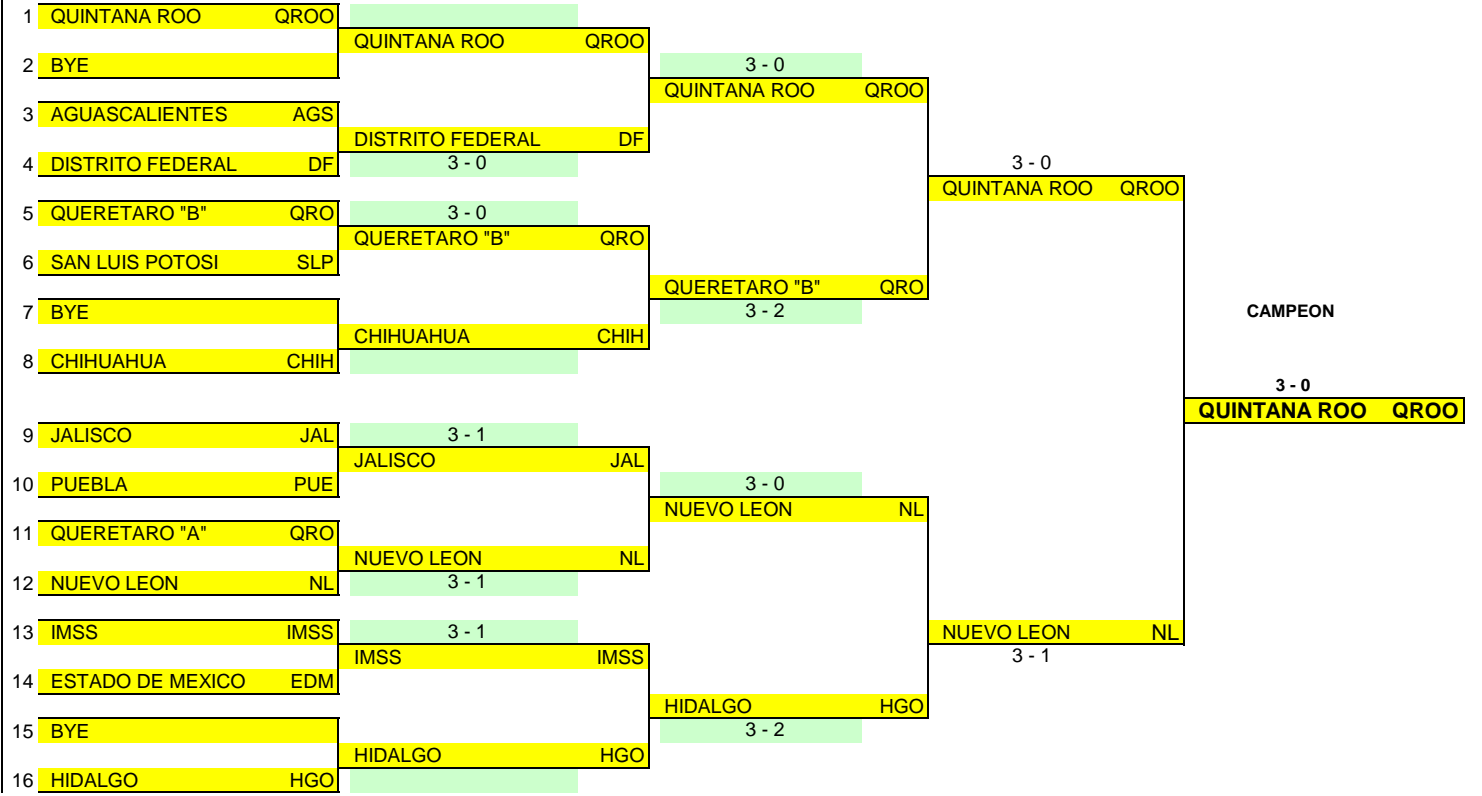 1 QUINTANA ROO QROO
QUINTANA ROO QROO
2 BYE 3 - 0
QUINTANA ROO QROO
3 AGUASCALIENTES AGS
DISTRITO FEDERAL DF
4 DISTRITO FEDERAL DF 3 - 0 3 - 0
QUINTANA ROO QROO
5 QUERETARO "B" QRO 3 - 0
QUERETARO "B" QRO
6 SAN LUIS POTOSI SLP
QUERETARO "B" QRO
7 BYE 3 - 2 CAMPEON
CHIHUAHUA CHIH
8 CHIHUAHUA CHIH
3 - 0
QUINTANA ROO QROO
9 JALISCO JAL 3 - 1
JALISCO JAL
10 PUEBLA PUE 3 - 0
NUEVO LEON NL
11 QUERETARO "A" QRO
NUEVO LEON NL
12 NUEVO LEON NL 3 - 1
13 IMSS IMSS 3 - 1 NUEVO LEON NL
IMSS IMSS 3 - 1
14 ESTADO DE MEXICO EDM
HIDALGO HGO
15 BYE 3 - 2
HIDALGO HGO
16 HIDALGO HGO